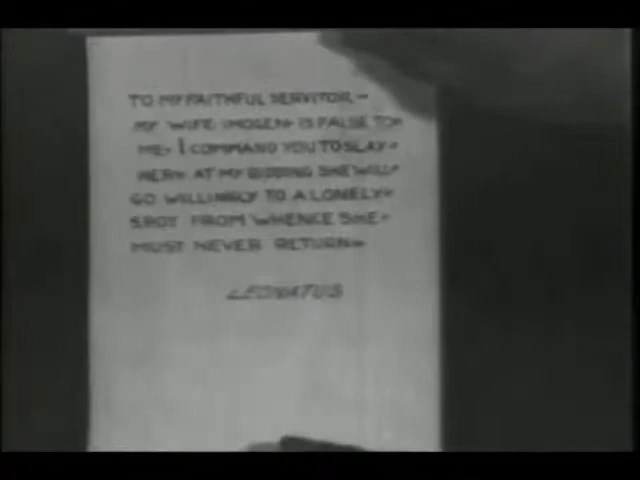 TO MY FAITHFUL SERVITOR -
MY WIFE IMOGEN IS FALSE TO
ME - I COMMAND YOU TO SLAY
HER - AT MY BIDDING SHE WILL
GO WILLINGLY TO A LONELY
SPOT FROM WHENCE SHE
MUST NEVER RETURN -
LEONATUS